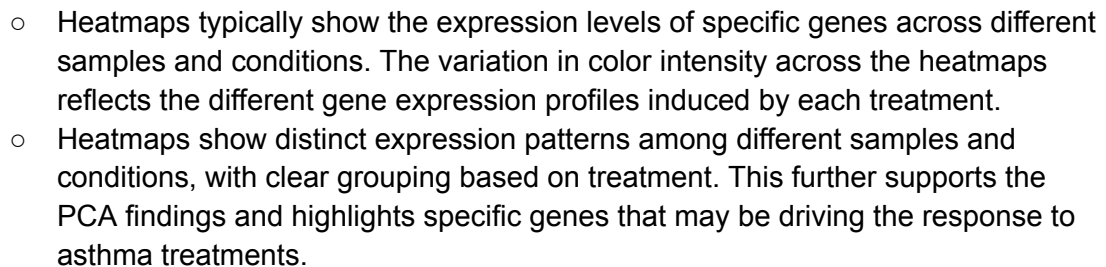 ○ Heatmaps typically show the expression levels of specific genes across different
samples and conditions. The variation in color intensity across the heatmaps
reflects the different gene expression profiles induced by each treatment.
○ Heatmaps show distinct expression patterns among different samples and
conditions, with clear grouping based on treatment. This further supports the
PCA findings and highlights specific genes that may be driving the response to
asthma treatments.